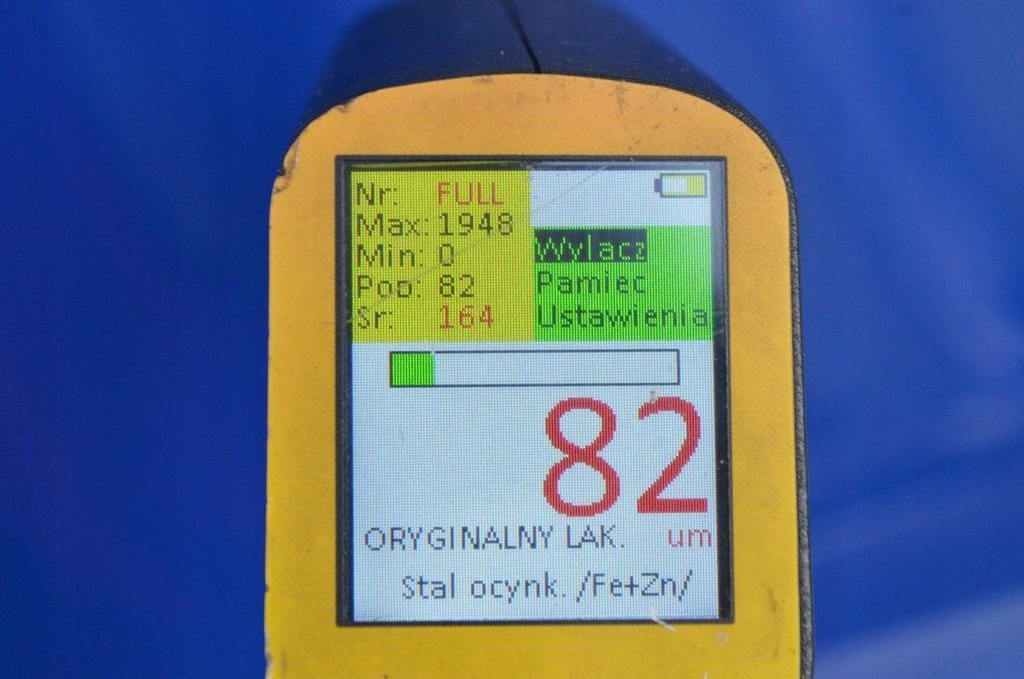 Nr: FULL
Max: 1948
Min: 0
Pop: 82
Sr: 164
Wylacz
Pamiec
Ustawienia
82
ORYGINALNY LAK. um
Stal ocynk. /Fe+Zn/